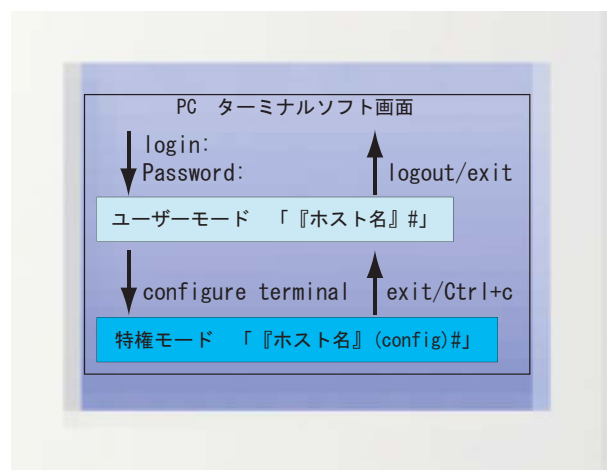 PC ターミナルソフト画面
login:
Password:
logout/exit
ユーザーモード 「『ホスト名』#」
configure terminal
exit/Ctrl+c
特権モード 「『ホスト名』(config)#」